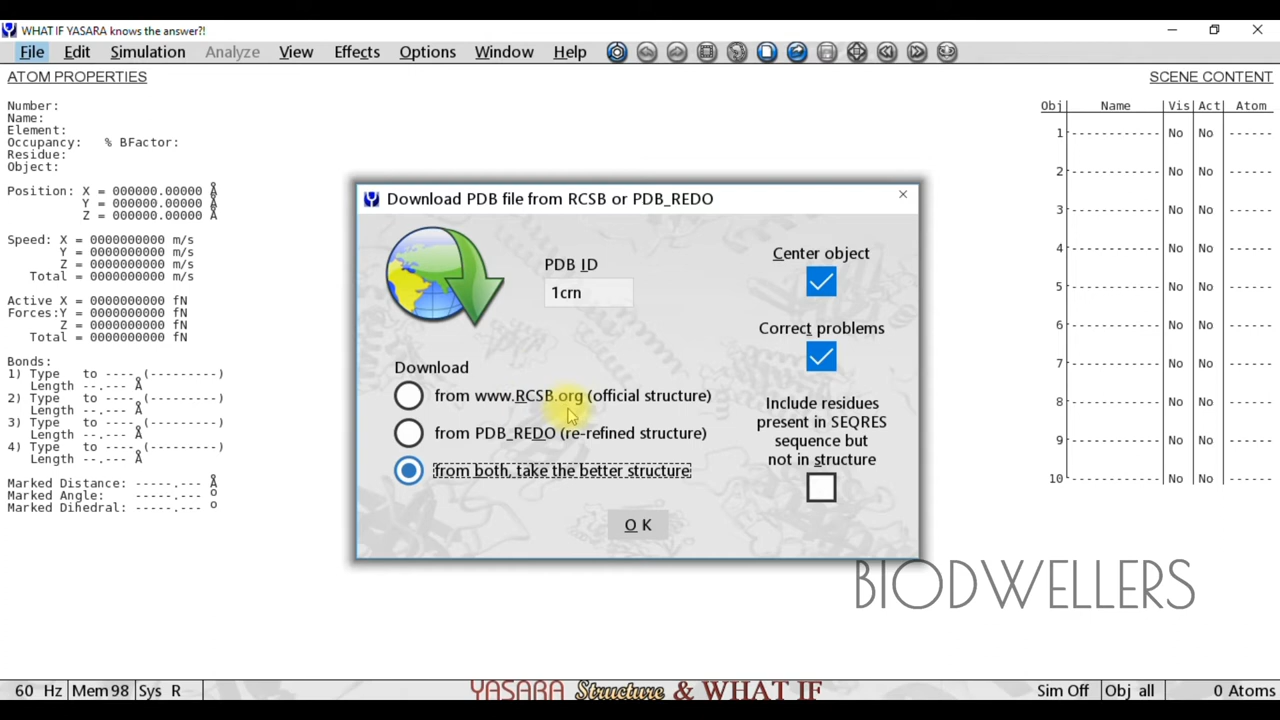 WHAT IF YASARA knows the answer?!
File Edit Simulation Analyze View Effects Options Window Help
ATOM PROPERTIES
Number:
Name:
Element:
Occupancy: % BFactor:
Residue:
Object:
Position: X = 000000.00000 Å
Y = 000000.00000 Å
Z = 000000.00000 Å
Speed: X = 0000000000 m/s
Y = 0000000000 m/s
Z = 0000000000 m/s
Total = 0000000000 m/s
Active X = 0000000000 fN
Forces:Y = 0000000000 fN
Z = 0000000000 fN
Total = 0000000000 fN
Bonds:
1) Type to ----.(---------)
Length --.--- Å
2) Type to ----.(---------)
Length --.--- Å
3) Type to ----.(---------)
Length --.--- Å
4) Type to ----.(---------)
Length --.--- Å
Marked Distance: -----.--- Å
Marked Angle: -----.--- o
Marked Dihedral: -----.--- o
Download PDB file from RCSB or PDB_REDO
PDB ID
1crn
Download
from www.RCSB.org (official structure)
from PDB_REDO (re-refined structure)
from both, take the better structure
Center object
Correct problems
Include residues
present in SEQRES
sequence but
not in structure
O K
SCENE CONTENT
Obj Name Vis Act Atom
1 ------------ No No ------
2 ------------ No No ------
3 ------------ No No ------
4 ------------ No No ------
5 ------------ No No ------
6 ------------ No No ------
7 ------------ No No ------
8 ------------ No No ------
9 ------------ No No ------
10 ------------ No No ------
BIODWELLERS
60 Hz Mem98 Sys R YASARA Structure & WHAT IF Sim Off Obj all 0 Atoms